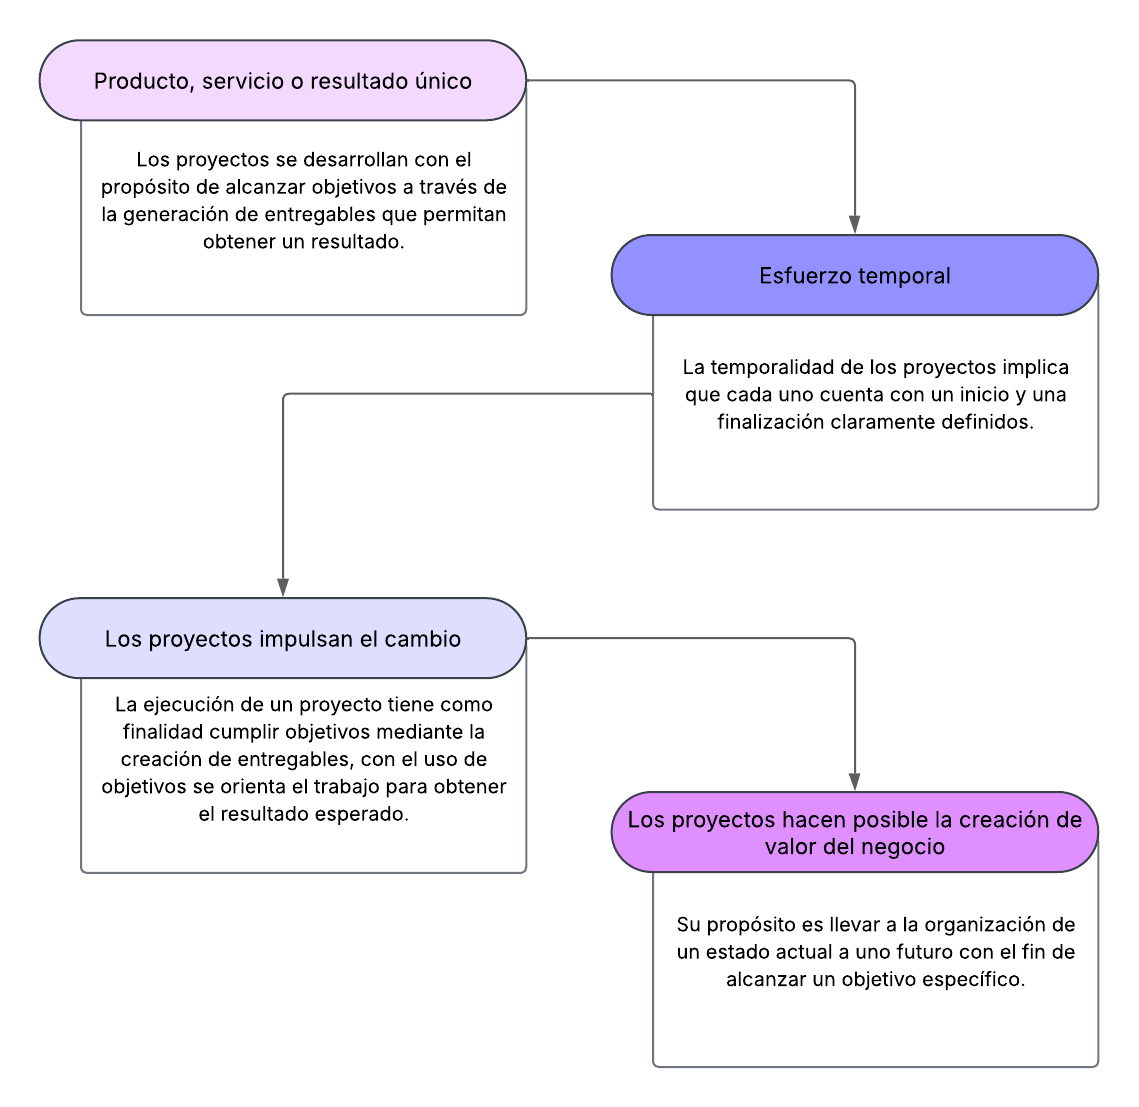 Producto, servicio o resultado único
Los proyectos se desarrollan con el
propósito de alcanzar objetivos a través de
la generación de entregables que permitan
obtener un resultado.
Esfuerzo temporal
La temporalidad de los proyectos implica
que cada uno cuenta con un inicio y una
finalización claramente definidos.
Los proyectos impulsan el cambio
La ejecución de un proyecto tiene como
finalidad cumplir objetivos mediante la
creación de entregables, con el uso de
objetivos se orienta el trabajo para obtener
el resultado esperado.
Los proyectos hacen posible la creación de
valor del negocio
Su propósito es llevar a la organización de
un estado actual a uno futuro con el fin de
alcanzar un objetivo específico.